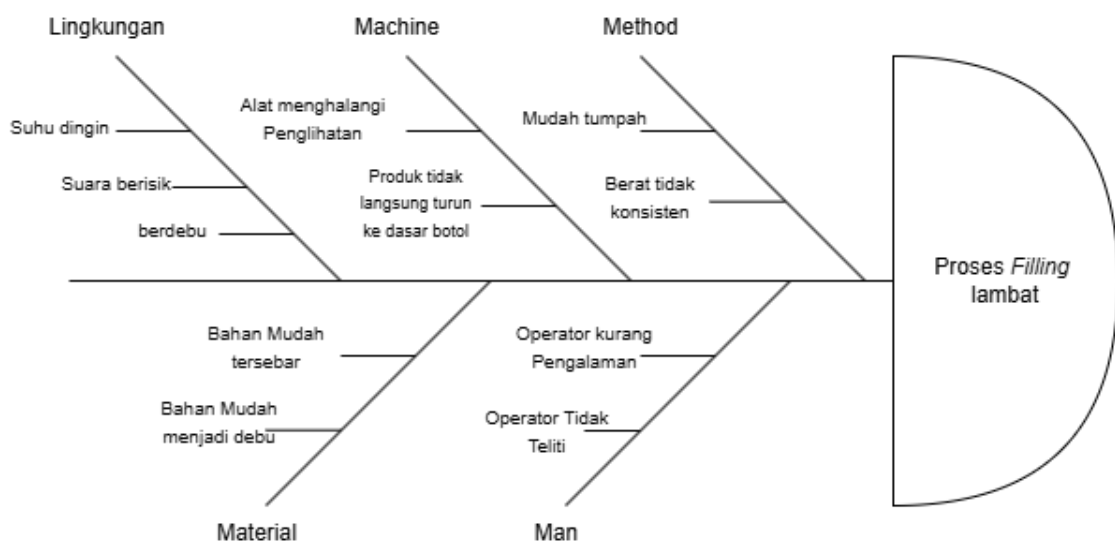 Lingkungan
Machine
Method
Suhu dingin
Suara berisik
berdebu
Alat menghalangi
Penglihatan
Produk tidak
langsung turun
ke dasar botol
Mudah tumpah
Berat tidak
konsisten
Proses Filling
lambat
Bahan Mudah
tersebar
Bahan Mudah
menjadi debu
Operator kurang
Pengalaman
Operator Tidak
Teliti
Material
Man